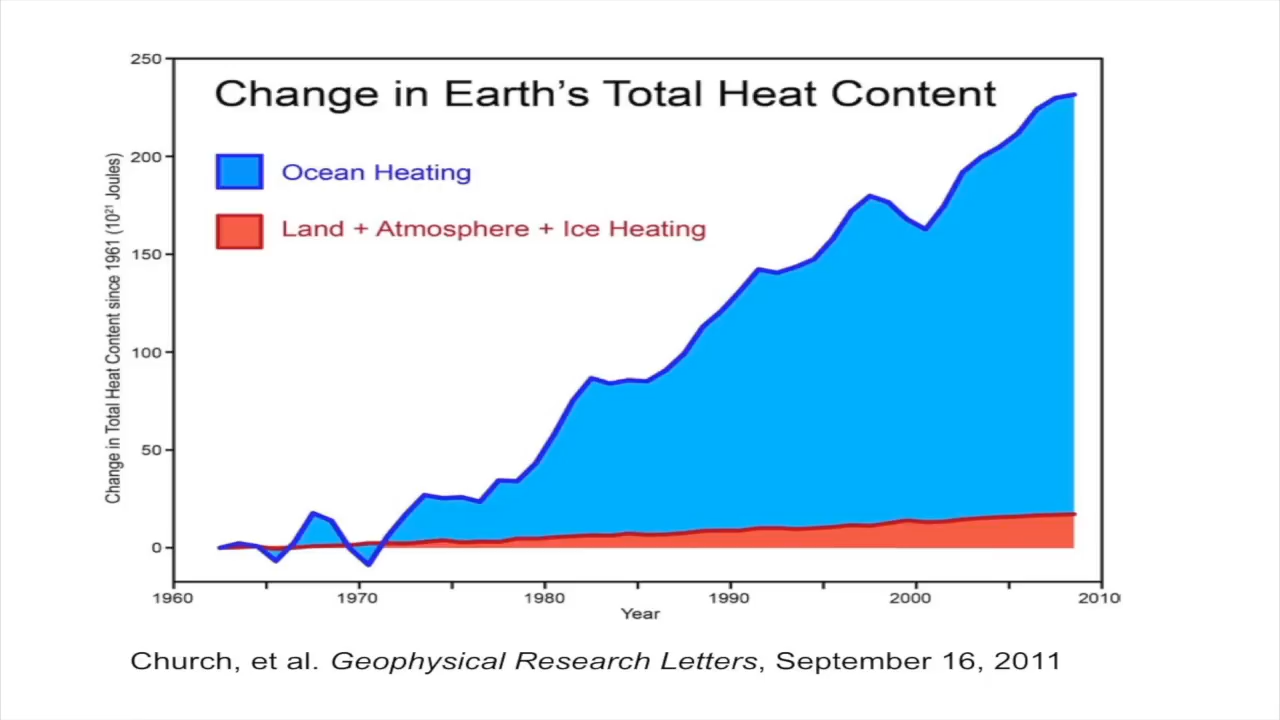 250
Change in Earth's Total Heat Content
200
Ocean Heating
Land + Atmosphere + Ice Heating
150
100
50
0
Change in Total Heat Content since 1961 (10²¹ Joules)
1960 1970 1980 1990 2000 2010
Year
Church, et al. Geophysical Research Letters, September 16, 2011